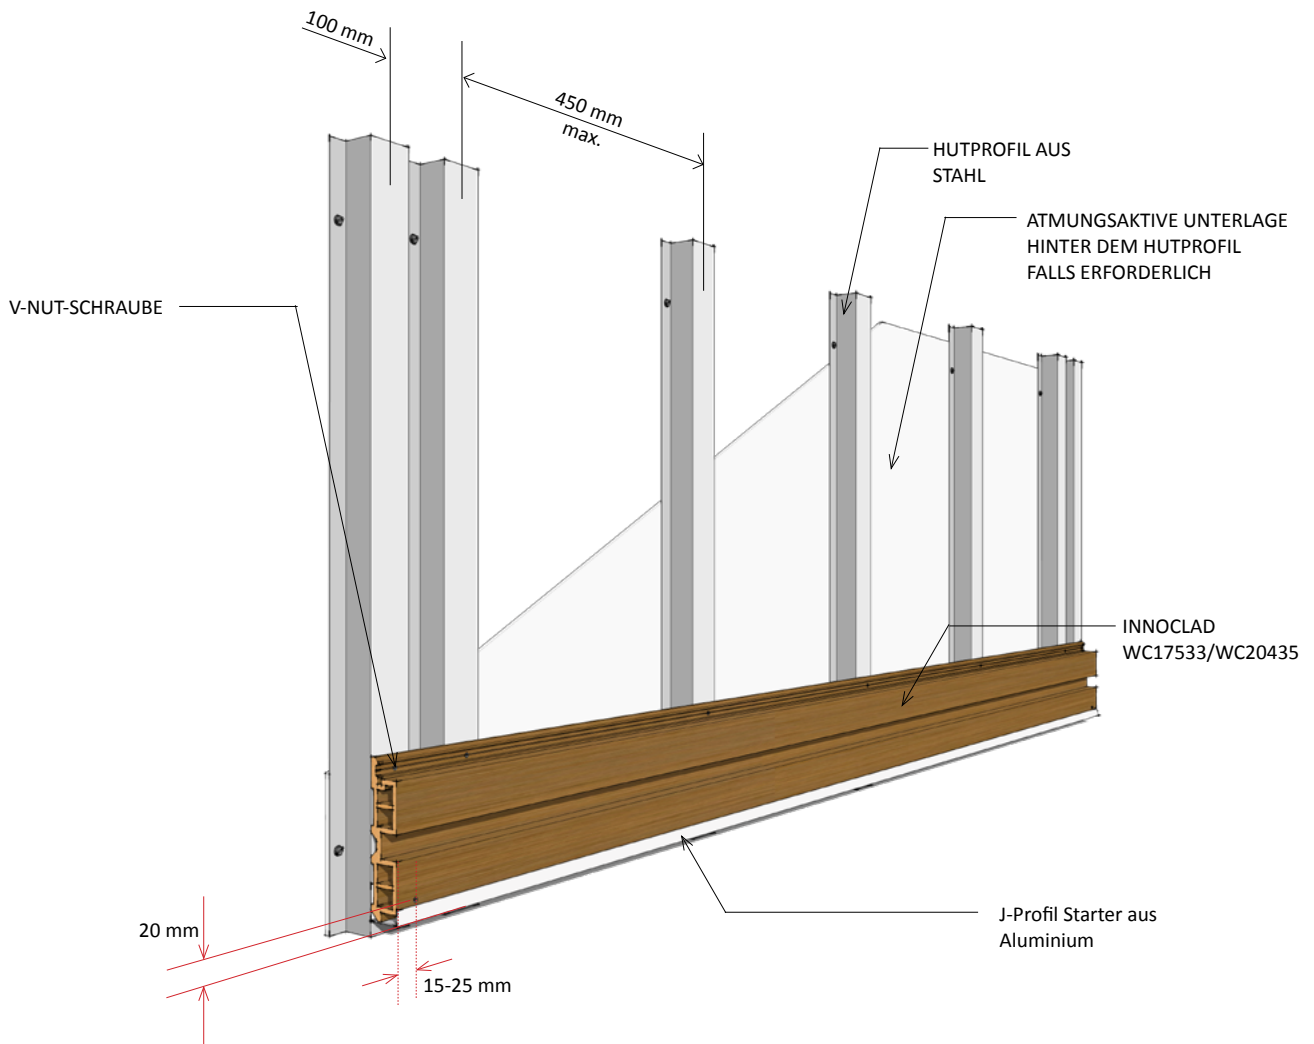 100 mm
450 mm
max.
HUTPROFIL AUS
STAHL
ATMUNGSAKTIVE UNTERLAGE
HINTER DEM HUTPROFIL
FALLS ERFORDERLICH
V-NUT-SCHRAUBE
INNOCLAD
WC17533/WC20435
J-Profil Starter aus
Aluminium
20 mm
15-25 mm